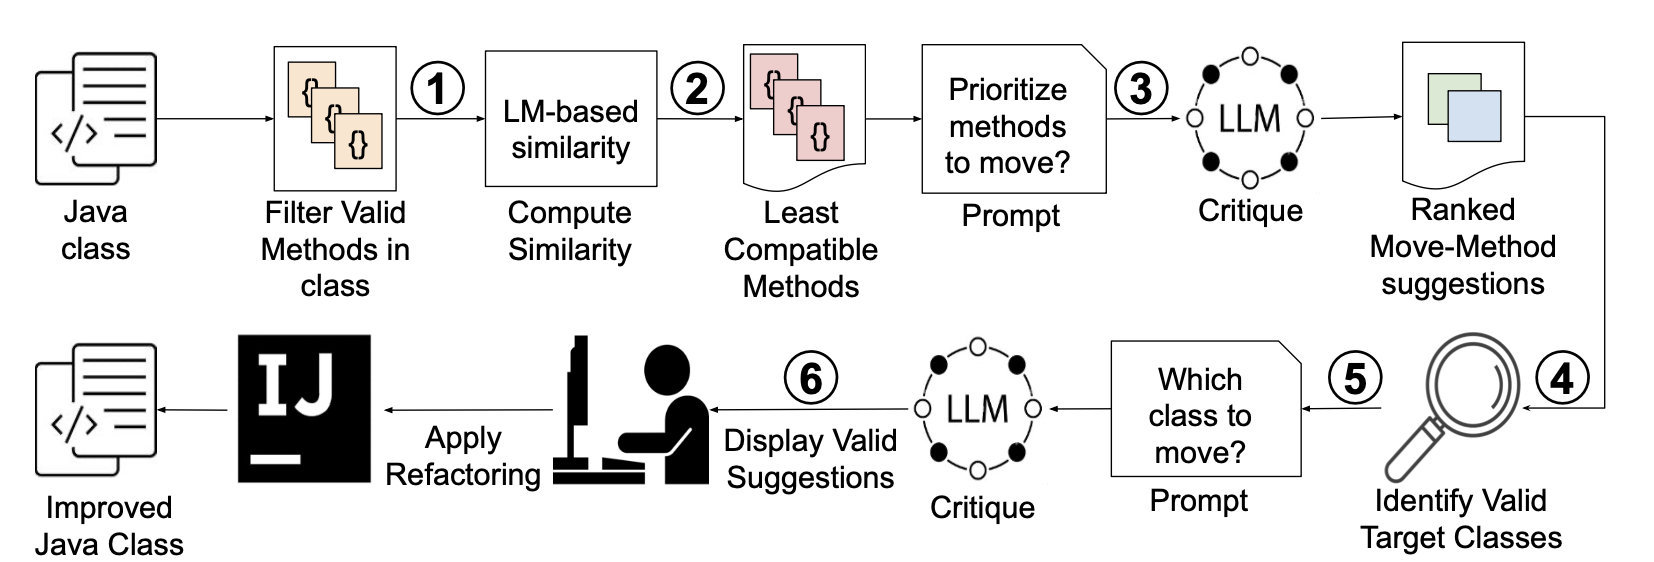 1
2
3
{}
{}
{}
LM-based
similarity
{}
{}
{}
Prioritize
methods
to move?
LLM
</>
Java
class
Filter Valid
Methods in
class
Compute
Similarity
Least
Compatible
Methods
Prompt
Critique
Ranked
Move-Method
suggestions
</>
IJ
6
LLM
Which
class to
move?
5
4
Improved
Java Class
Apply
Refactoring
Display Valid
Suggestions
Critique
Prompt
Identify Valid
Target Classes